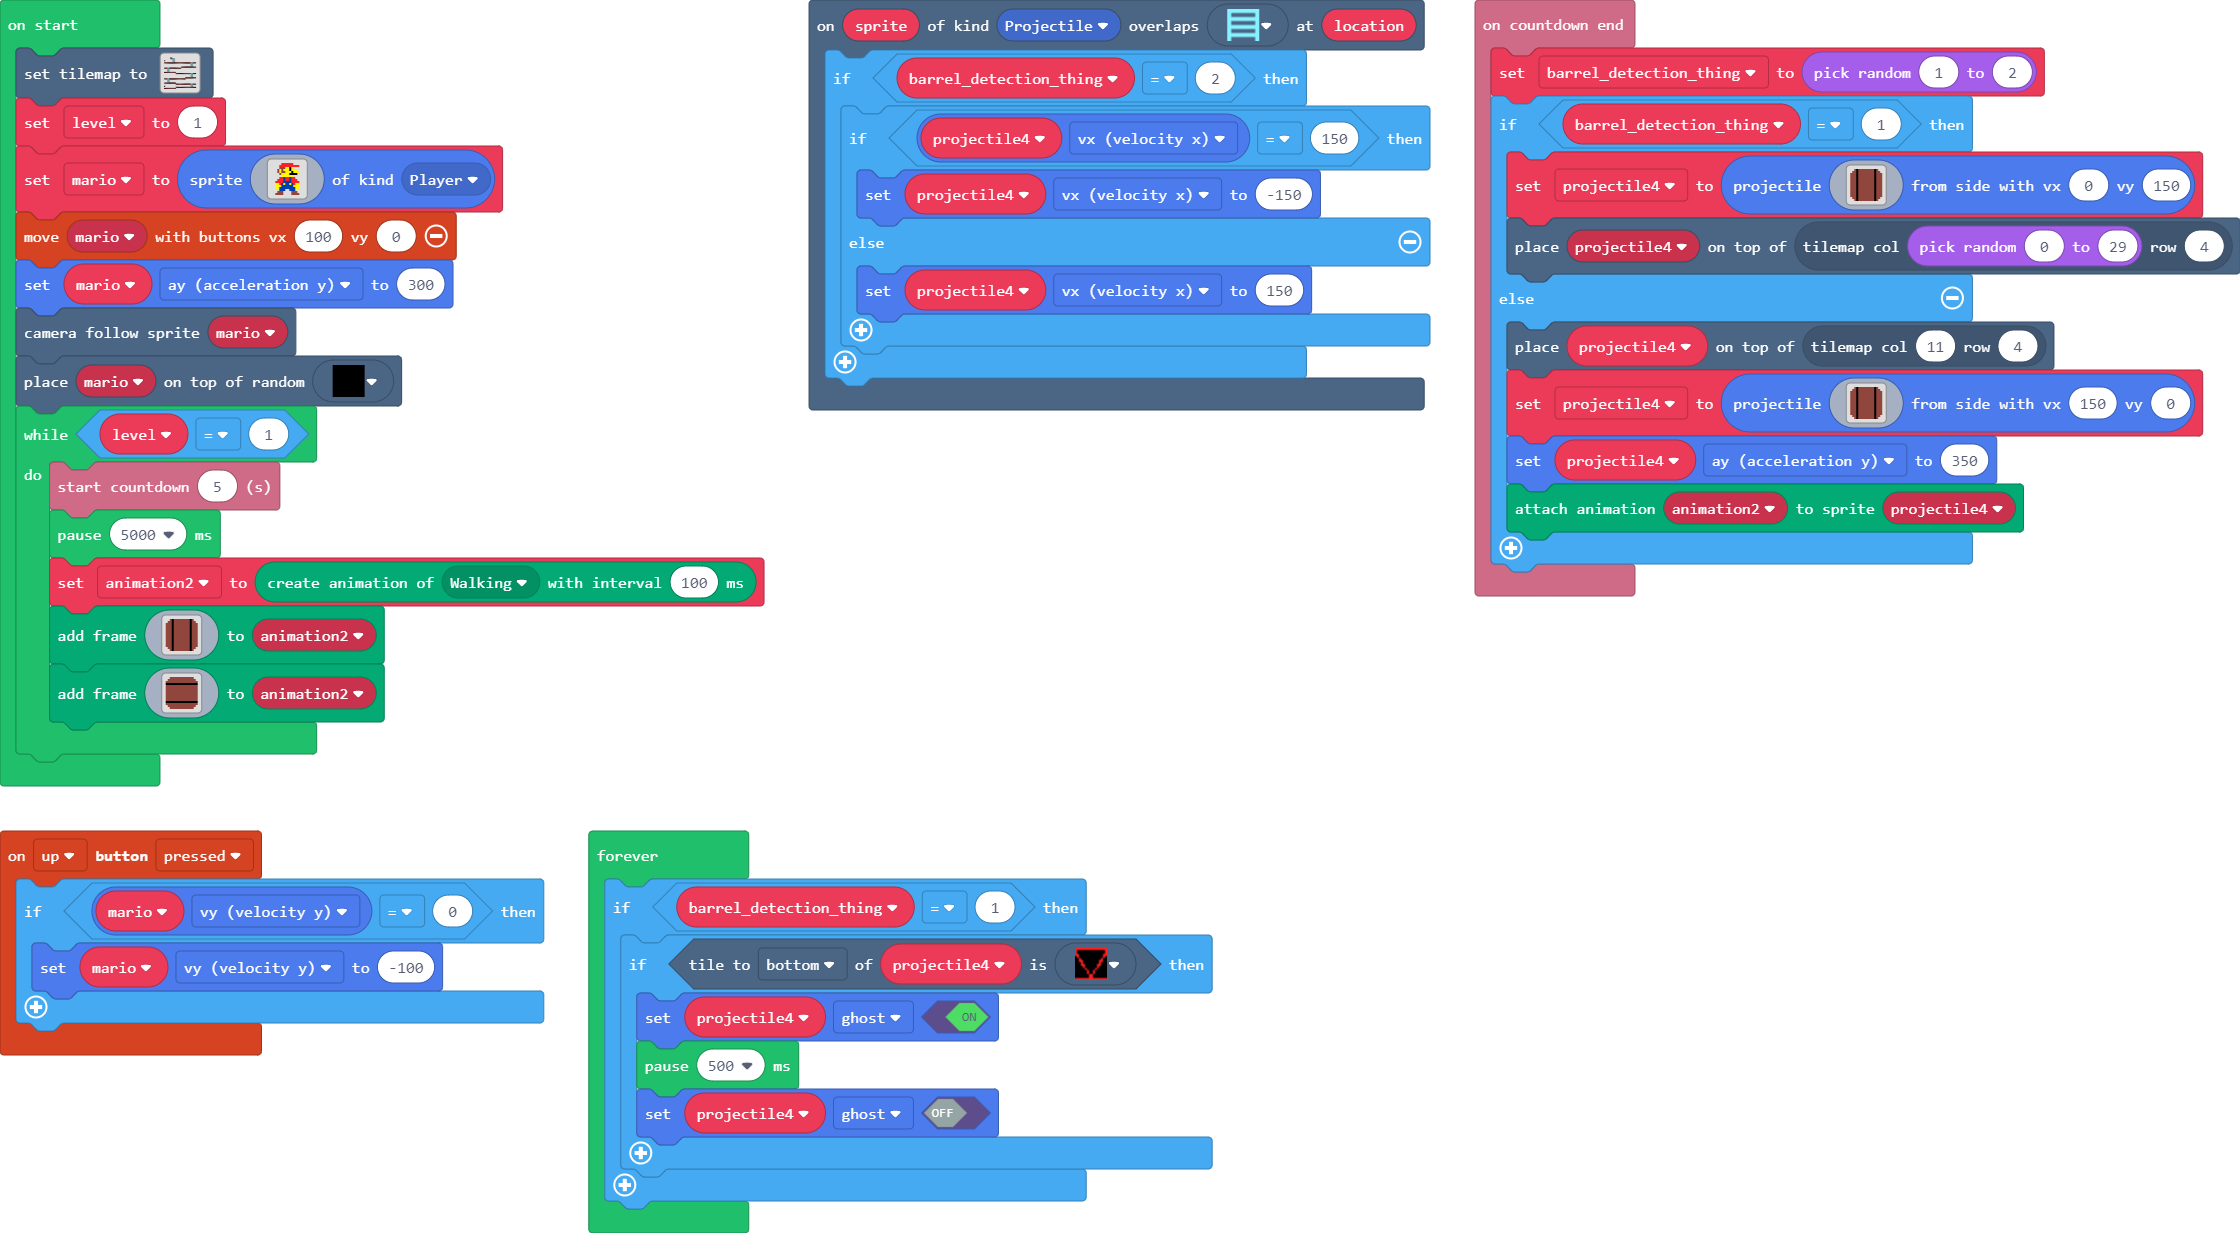 on start
set tilemap to
set level to 1
set mario to sprite of kind Player
move mario with buttons vx 100 vy 0
set mario ay (acceleration y) to 300
camera follow sprite mario
place mario on top of random
while level = 1
do
start countdown 5 (s)
pause 5000 ms
set animation2 to create animation of Walking with interval 100 ms
add frame to animation2
add frame to animation2
on sprite of kind Projectile overlaps at location
if barrel_detection_thing = 2 then
if projectile4 vx (velocity x) = 150 then
set projectile4 vx (velocity x) to -150
else
set projectile4 vx (velocity x) to 150
on countdown end
set barrel_detection_thing to pick random 1 to 2
if barrel_detection_thing = 1 then
set projectile4 to projectile from side with vx 0 vy 150
place projectile4 on top of tilemap col pick random 0 to 29 row 4
else
place projectile4 on top of tilemap col 11 row 4
set projectile4 to projectile from side with vx 150 vy 0
set projectile4 ay (acceleration y) to 350
attach animation animation2 to sprite projectile4
on up button pressed
if mario vy (velocity y) = 0 then
set mario vy (velocity y) to -100
forever
if barrel_detection_thing = 1 then
if tile to bottom of projectile4 is then
set projectile4 ghost ON
pause 500 ms
set projectile4 ghost OFF